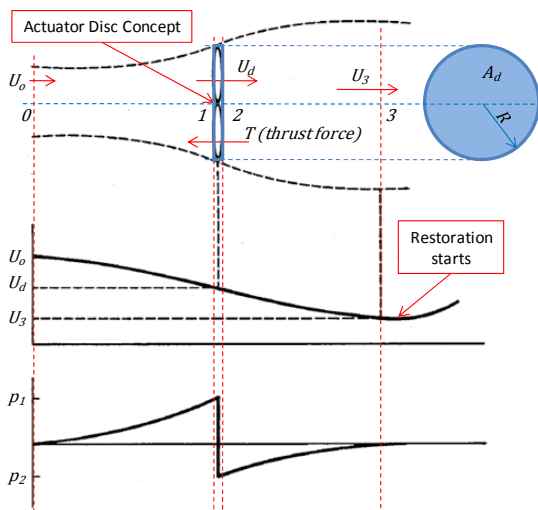 Actuator Disc Concept
U_o
U_d
U_3
A_d
0
1
2
3
R
T (thrust force)
Restoration
starts
U_o
U_d
U_3
p_1
p_2